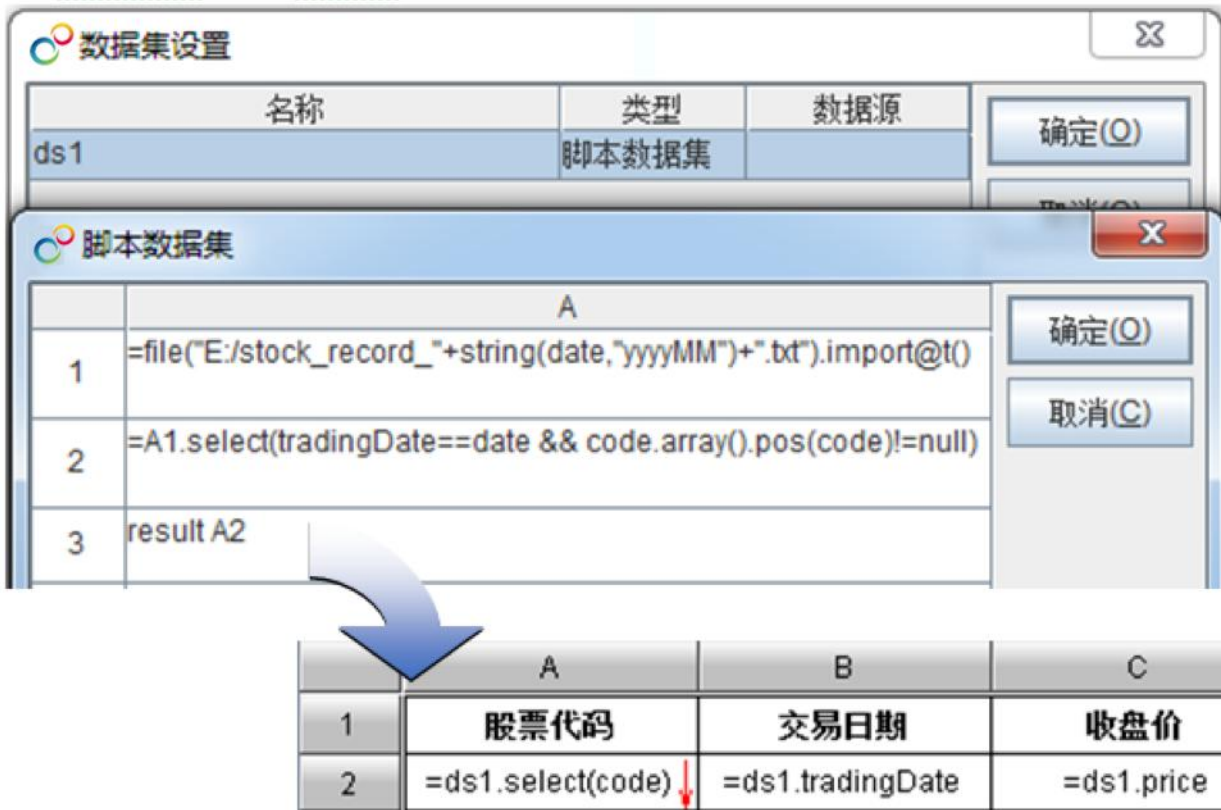 数据集设置
名称 类型 数据源
确定(O)
ds1 脚本数据集
脚本数据集
A
确定(O)
1 =file("E:/stock_record_"+string(date,"yyyyMM")+".txt").import@t()
取消(C)
2 =A1.select(tradingDate==date && code.array().pos(code)!=null)
3 result A2
A B C
1 股票代码 交易日期 收盘价
2 =ds1.select(code) =ds1.tradingDate =ds1.price